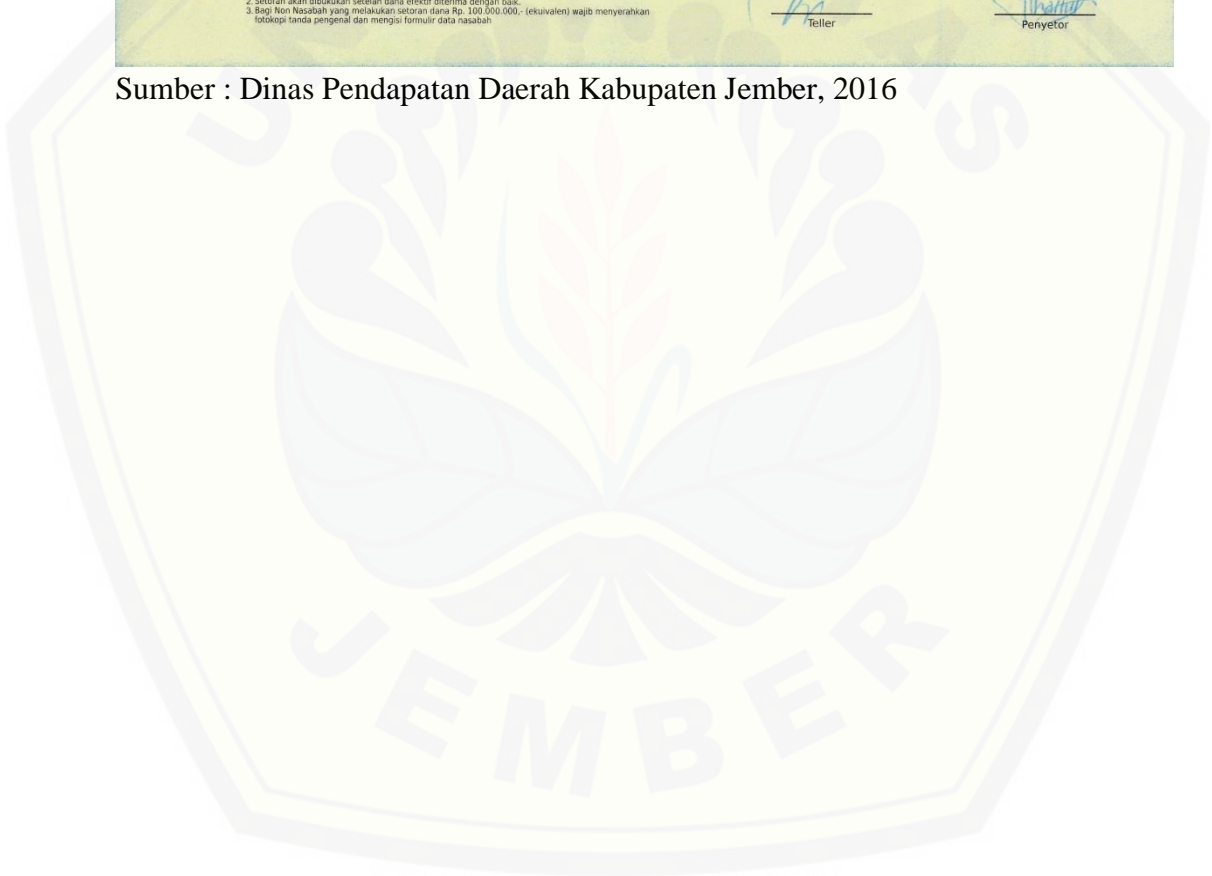 2. Setoran akan dibukukan setelah dana efektif diterima dengan baik.
3. Bagi Non Nasabah yang melakukan setoran dana Rp. 100.000.000,- (ekuivalen) wajib menyerahkan
fotokopi tanda pengenal dan mengisi formulir data nasabah
Teller
Penyetor
Sumber : Dinas Pendapatan Daerah Kabupaten Jember, 2016
JEMBER